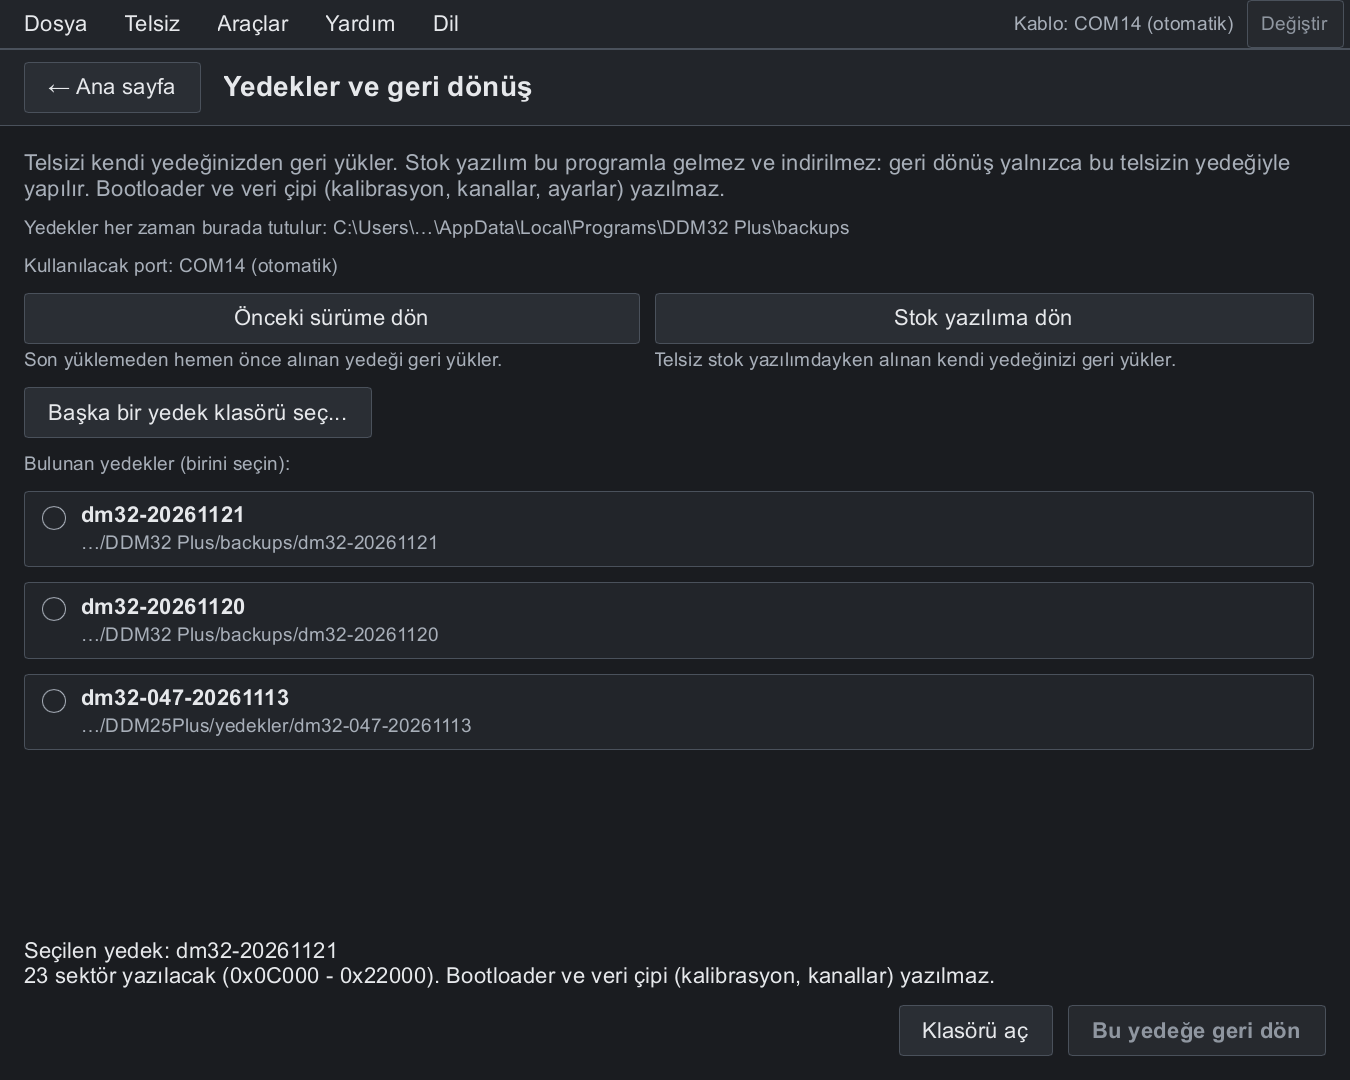 Dosya Telsiz Araçlar Yardım Dil Kablo: COM14 (otomatik) Değiştir
← Ana sayfa Yedekler ve geri dönüş
Telsizi kendi yedeğinizden geri yükler. Stok yazılım bu programla gelmez ve indirilmez: geri dönüş yalnızca bu telsizin yedeğiyle
yapılır. Bootloader ve veri çipi (kalibrasyon, kanallar, ayarlar) yazılmaz.
Yedekler her zaman burada tutulur: C:\Users\…\AppData\Local\Programs\DDM32 Plus\backups
Kullanılacak port: COM14 (otomatik)
Önceki sürüme dön Stok yazılıma dön
Son yüklemeden hemen önce alınan yedeği geri yükler. Telsiz stok yazılımdayken alınan kendi yedeğinizi geri yükler.
Başka bir yedek klasörü seç...
Bulunan yedekler (birini seçin):
dm32-20261121
…/DDM32 Plus/backups/dm32-20261121
dm32-20261120
…/DDM32 Plus/backups/dm32-20261120
dm32-047-20261113
…/DDM25Plus/yedekler/dm32-047-20261113
Seçilen yedek: dm32-20261121
23 sektör yazılacak (0x0C000 - 0x22000). Bootloader ve veri çipi (kalibrasyon, kanallar) yazılmaz.
Klasörü aç Bu yedeğe geri dön